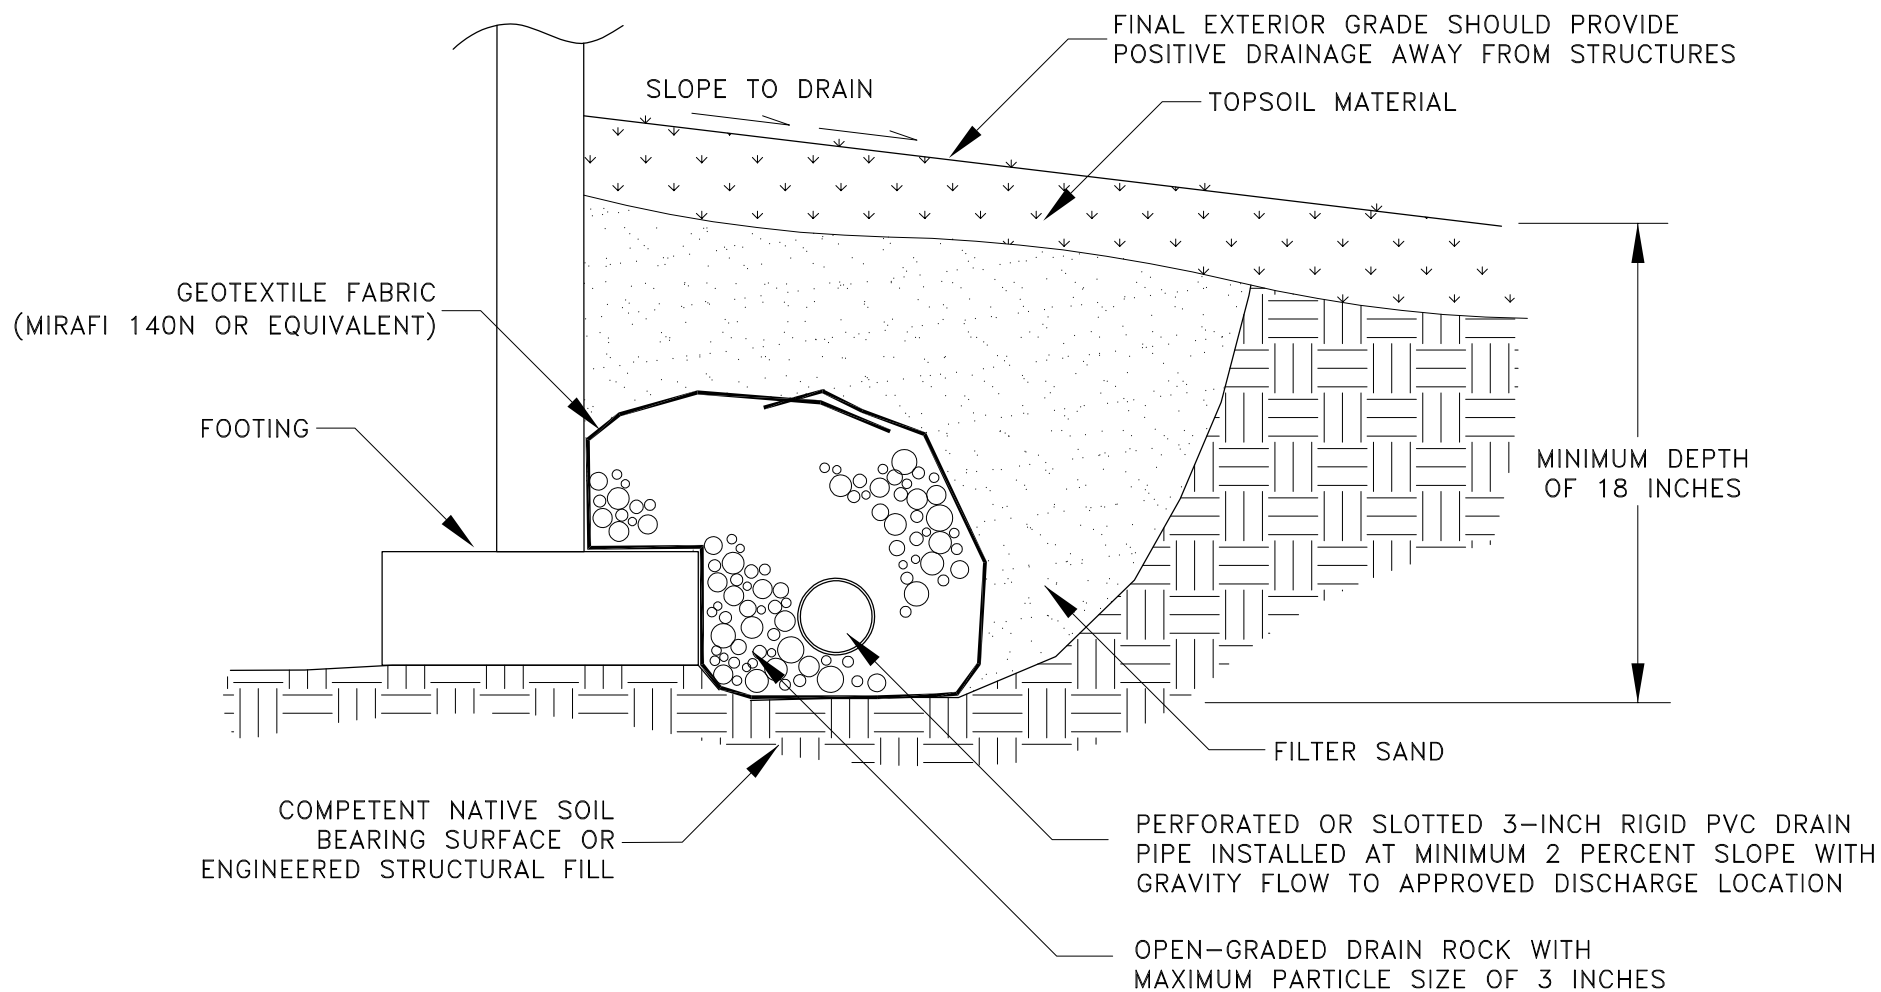 FINAL EXTERIOR GRADE SHOULD PROVIDE
POSITIVE DRAINAGE AWAY FROM STRUCTURES
SLOPE TO DRAIN
TOPSOIL MATERIAL
GEOTEXTILE FABRIC
(MIRAFI 140N OR EQUIVALENT)
FOOTING
MINIMUM DEPTH
OF 18 INCHES
FILTER SAND
COMPETENT NATIVE SOIL
BEARING SURFACE OR
ENGINEERED STRUCTURAL FILL
PERFORATED OR SLOTTED 3-INCH RIGID PVC DRAIN
PIPE INSTALLED AT MINIMUM 2 PERCENT SLOPE WITH
GRAVITY FLOW TO APPROVED DISCHARGE LOCATION
OPEN-GRADED DRAIN ROCK WITH
MAXIMUM PARTICLE SIZE OF 3 INCHES